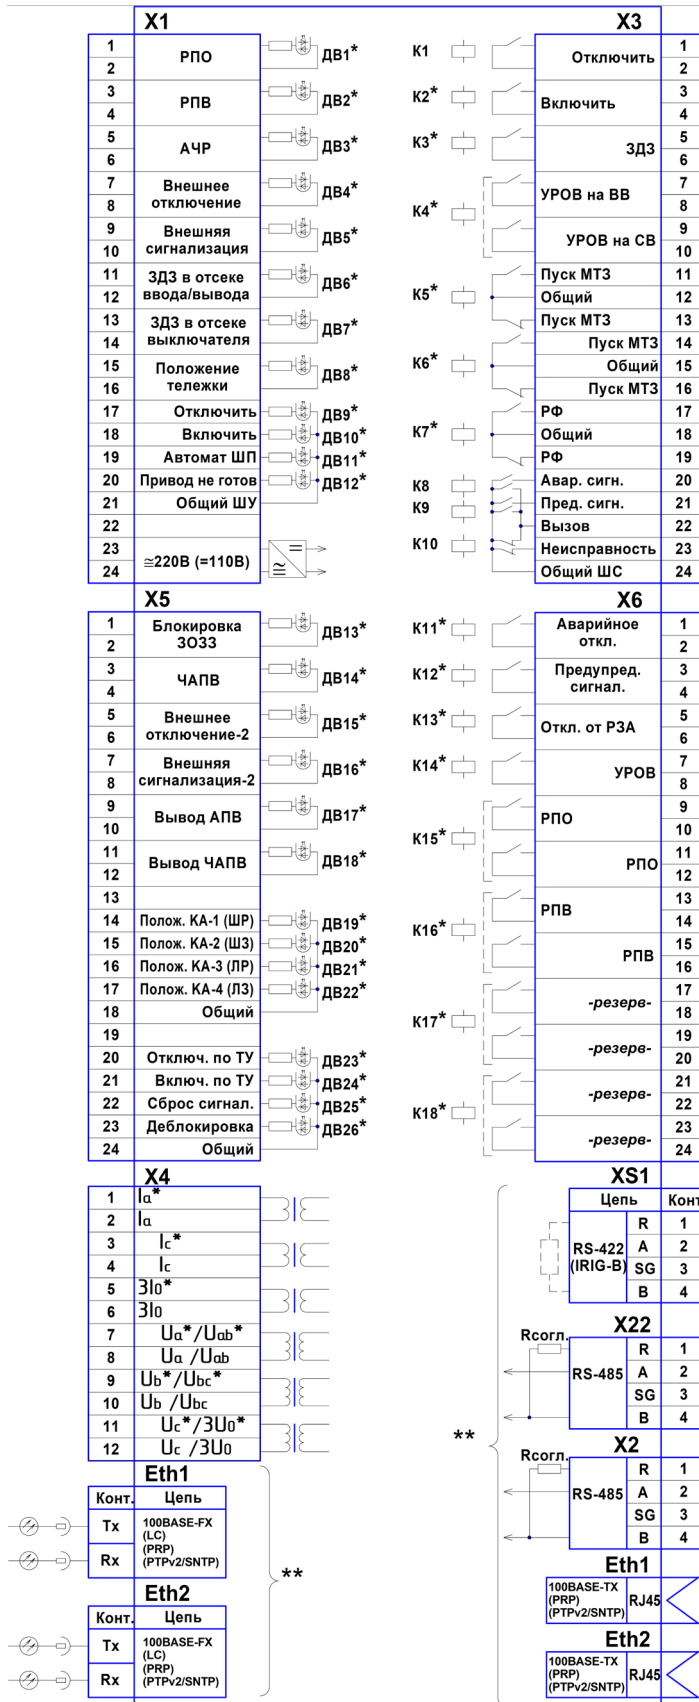 X1
1
РПО
2
ДВ1*
3
РПВ
4
ДВ2*
5
АЧР
6
ДВ3*
7
Внешнее
8
отключение
ДВ4*
9
Внешняя
10
сигнализация
ДВ5*
11
ЗДЗ в отсеке
12
ввода/вывода
ДВ6*
13
ЗДЗ в отсеке
14
выключателя
ДВ7*
15
Положение
16
тележки
ДВ8*
17 Отключить ДВ9*
18 Включить ДВ10*
19 Автомат ШП ДВ11*
20 Привод не готов ДВ12*
21 Общий ШУ
22
23
≅220В (=110В) = ≅
24
X3
К1 Отключить 1
2
К2* Включить 3
4
К3* ЗДЗ 5
6
К4* УРОВ на ВВ 7
8
УРОВ на СВ 9
10
К5* Пуск МТЗ 11
Общий 12
Пуск МТЗ 13
К6* Пуск МТЗ 14
Общий 15
Пуск МТЗ 16
К7* РФ 17
Общий 18
РФ 19
К8 Авар. сигн. 20
К9 Пред. сигн. 21
Вызов 22
К10 Неисправность 23
Общий ШС 24
X5
1
Блокировка
2
ЗОЗЗ
ДВ13*
3
ЧАПВ
4
ДВ14*
5
Внешнее
6
отключение-2
ДВ15*
7
Внешняя
8
сигнализация-2
ДВ16*
9
Вывод АПВ
10
ДВ17*
11
Вывод ЧАПВ
12
ДВ18*
13
14 Полож. КА-1 (ШР) ДВ19*
15 Полож. КА-2 (ШЗ) ДВ20*
16 Полож. КА-3 (ЛР) ДВ21*
17 Полож. КА-4 (ЛЗ) ДВ22*
18 Общий
19
20 Отключ. по ТУ ДВ23*
21 Включ. по ТУ ДВ24*
22 Сброс сигнал. ДВ25*
23 Деблокировка ДВ26*
24 Общий
X6
К11* Аварийное 1
откл. 2
К12* Предупред. 3
сигнал. 4
К13* Откл. от РЗА 5
6
К14* УРОВ 7
8
К15* РПО 9
10
РПО 11
12
К16* РПВ 13
14
РПВ 15
16
К17* -резерв- 17
18
-резерв- 19
20
К18* -резерв- 21
22
-резерв- 23
24
X4
1 Ia*
2 Ia
3 Ic*
4 Ic
5 3I0*
6 3I0
7 Ua*/Uab*
8 Ua /Uab
9 Ub*/Ubc*
10 Ub /Ubc
11 Uc*/3U0*
12 Uc /3U0
Eth1
Конт. Цепь
Tx
Rx
100BASE-FX
(LC)
(PRP)
(PTPv2/SNTP)
Eth2
Конт. Цепь
Tx
Rx
100BASE-FX
(LC)
(PRP)
(PTPv2/SNTP)
**
XS1
Цепь Конт
RS-422
(IRIG-B)
R 1
A 2
SG 3
B 4
X22
Rсогл.
RS-485
R 1
A 2
SG 3
B 4
X2
Rсогл.
RS-485
R 1
A 2
SG 3
B 4
**
Eth1
100BASE-TX
(PRP)
(PTPv2/SNTP)
RJ45
Eth2
100BASE-TX
(PRP)
(PTPv2/SNTP)
RJ45